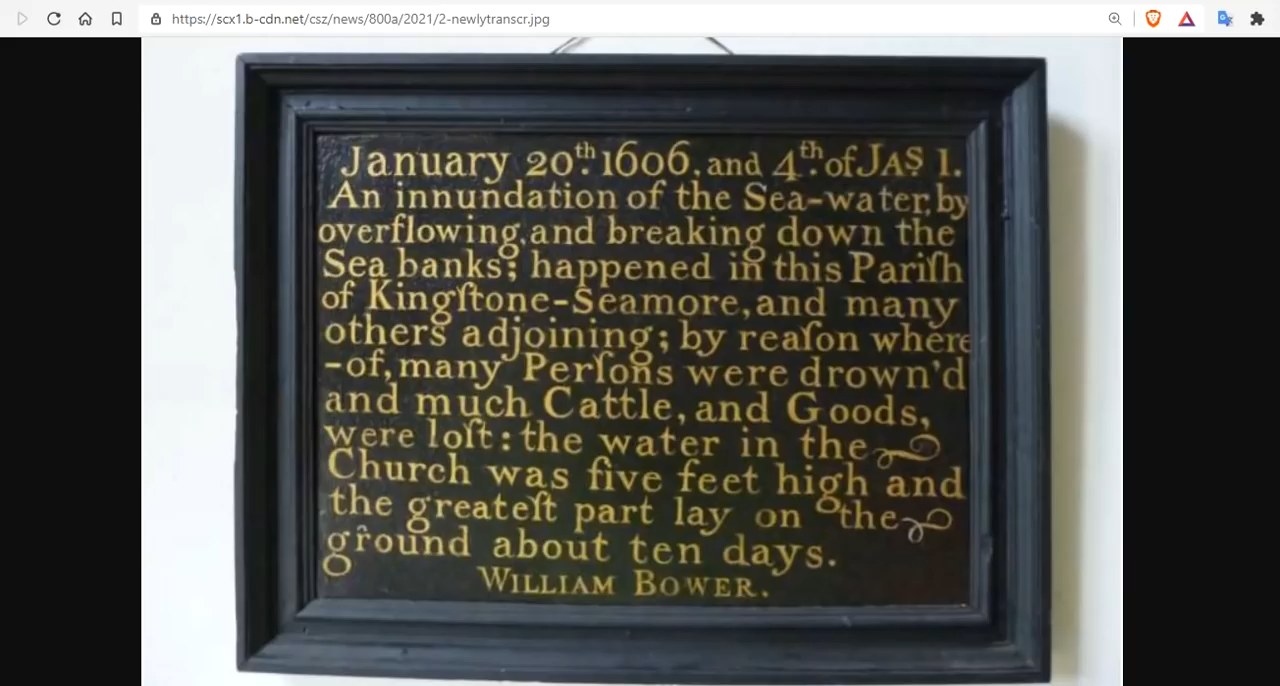 https://scx1.b-cdn.net/csz/news/800a/2021/2-newlytranscr.jpg
January 20th. 1606, and 4th. of JAS. 1.
An innundation of the Sea-water, by
overflowing, and breaking down the
Sea banks; happened in this Pariſh
of Kingſtone-Seamore, and many
others adjoining; by reaſon where
-of, many Perſons were drown'd
and much Cattle, and Goods,
were loſt: the water in the
Church was five feet high and
the greateſt part lay on the
ground about ten days.
WILLIAM BOWER.